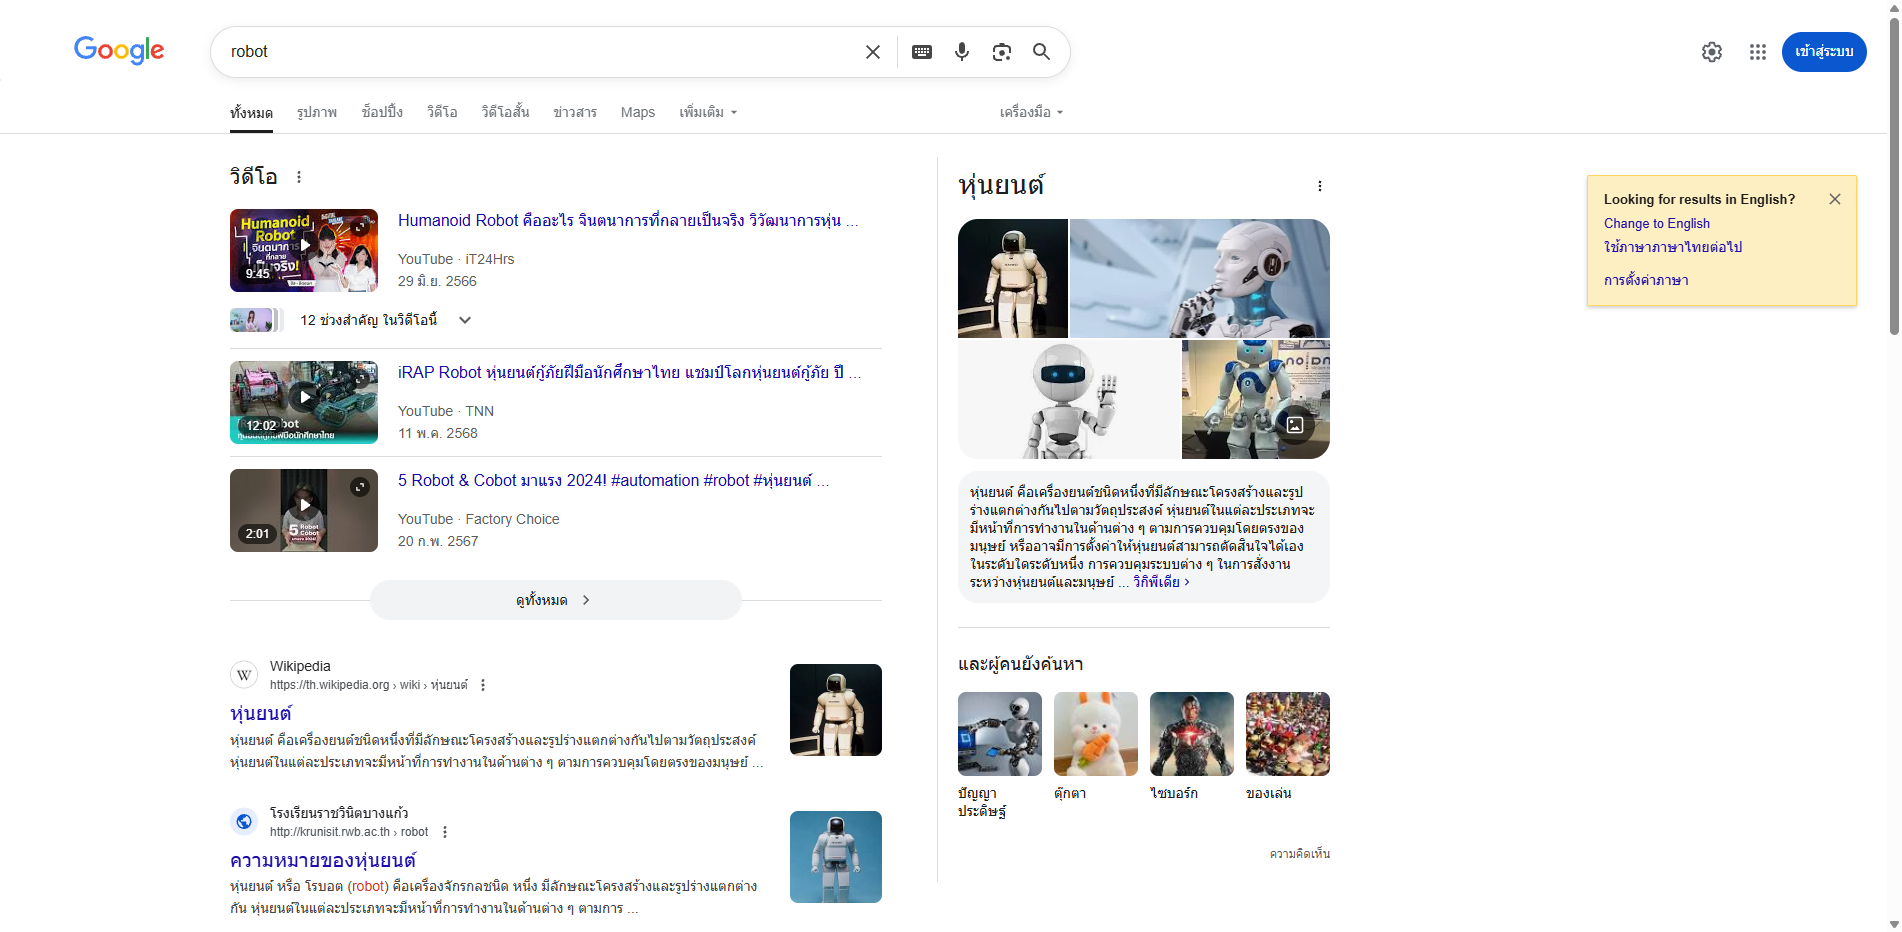 Google
robot
เข้าสู่ระบบ
ทั้งหมด
รูปภาพ
ช็อปปิ้ง
วิดีโอ
วิดีโอสั้น
ข่าวสาร
Maps
เพิ่มเติม
เครื่องมือ
วิดีโอ
Humanoid
Robot
จินตนาการ
ที่กลาย
เป็นจริง!
9:45
Humanoid Robot คืออะไร จินตนาการที่กลายเป็นจริง วิวัฒนาการหุ่น ...
YouTube · iT24Hrs
29 มิ.ย. 2566
12 ช่วงสำคัญ ในวิดีโอนี้
12:02
iRAP Robot หุ่นยนต์กู้ภัยฝีมือนักศึกษาไทย แชมป์โลกหุ่นยนต์กู้ภัย ปี ...
YouTube · TNN
11 พ.ค. 2568
5 Robot
Cobot
2:01
5 Robot & Cobot มาแรง 2024! #automation #robot #หุ่นยนต์ ...
YouTube · Factory Choice
20 ก.พ. 2567
ดูทั้งหมด
W
Wikipedia
https://th.wikipedia.org › wiki › หุ่นยนต์
หุ่นยนต์
หุ่นยนต์ คือเครื่องยนต์ชนิดหนึ่งที่มีลักษณะโครงสร้างและรูปร่างแตกต่างกันไปตามวัตถุประสงค์
หุ่นยนต์ในแต่ละประเภทจะมีหน้าที่การทำงานในด้านต่าง ๆ ตามการควบคุมโดยตรงของมนุษย์ ...
โรงเรียนราชวินิตบางแก้ว
http://krunisit.rwb.ac.th › robot
ความหมายของหุ่นยนต์
หุ่นยนต์ หรือ โรบอต (robot) คือเครื่องจักรกลชนิด หนึ่ง มีลักษณะโครงสร้างและรูปร่างแตกต่าง
กัน หุ่นยนต์ในแต่ละประเภทจะมีหน้าที่การทำงานในด้านต่าง ๆ ตามการ ...
หุ่นยนต์
หุ่นยนต์ คือเครื่องยนต์ชนิดหนึ่งที่มีลักษณะโครงสร้างและรูป
ร่างแตกต่างกันไปตามวัตถุประสงค์ หุ่นยนต์ในแต่ละประเภทจะ
มีหน้าที่การทำงานในด้านต่าง ๆ ตามการควบคุมโดยตรงของ
มนุษย์ หรืออาจมีการตั้งค่าให้หุ่นยนต์สามารถตัดสินใจได้เอง
ในระดับใดระดับหนึ่ง การควบคุมระบบต่าง ๆ ในการสั่งงาน
ระหว่างหุ่นยนต์และมนุษย์ ... วิกิพีเดีย ›
และผู้คนยังค้นหา
ปัญญา
ประดิษฐ์
ตุ๊กตา
ไซบอร์ก
ของเล่น
ความคิดเห็น
Looking for results in English?
Change to English
ใช้ภาษาภาษาไทยต่อไป
การตั้งค่าภาษา